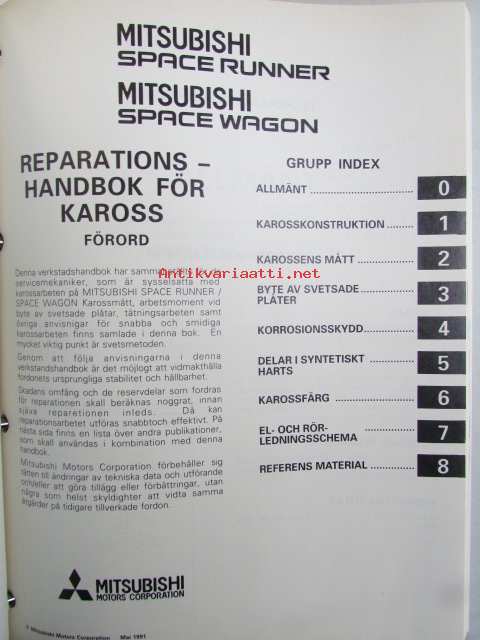 MITSUBISHI
SPACE RUNNER
MITSUBISHI
SPACE WAGON
REPARATIONS –
HANDBOK FÖR
KAROSS
FÖRORD
Denna verkstadshandbok har sammanställts för
servicemekaniker, som är sysselsatta med
karossarbeten på MITSUBISHI SPACE RUNNER /
SPACE WAGON Karossmått, arbetsmoment vid
byte av svetsade plåtar, tätningsarbeten samt
övriga anvisnigar för snabba och smidiga
karossarbeten finns samlade i denna bok. En
mycket viktig punkt är svetsmetoden.
Genom att följa anvisningarna i denna
verkstandshandbok är det möjlogt att vidmakthålla
fordonets ursprungliga stabilitet och hållbarhet.
Skadans omfång och de reservdelar som fordras
för reparationen skall beräknas noggrat, innan
själva reparetionen inleds. Då kan
reparationsarbetet utföras snabbtoch effektivt. På
nästa sida finns en lista över andra publikationer,
som skall användas i kombination med denna
handbok.
Mitsubishi Motors Corporation förbehåller sig
rätten till ändringar av tekniska data och utförande
och/eller att göra tillägg eller förbättringar, utan
några som helst skyldighter att vidta samma
åtgärder på tidigare tillverkade fordon.
GRUPP INDEX
ALLMÄNT ........................ 0
KAROSSKONSTRUKTION ......... 1
KAROSSENS MÅTT .............. 2
BYTE AV SVETSADE ............. 3
PLÅTAR
KORROSIONSSKYDD ............. 4
DELAR I SYNTETISKT ............ 5
HARTS
KAROSSFÄRG .................... 6
EL- OCH RÖR- .................... 7
LEDNINGSSCHEMA
REFERENS MATERIAL ............ 8
Antikvariaatti.net
MITSUBISHI
MOTORS CORPORATION
© Mitsubishi Motors Corporation Mai 1991